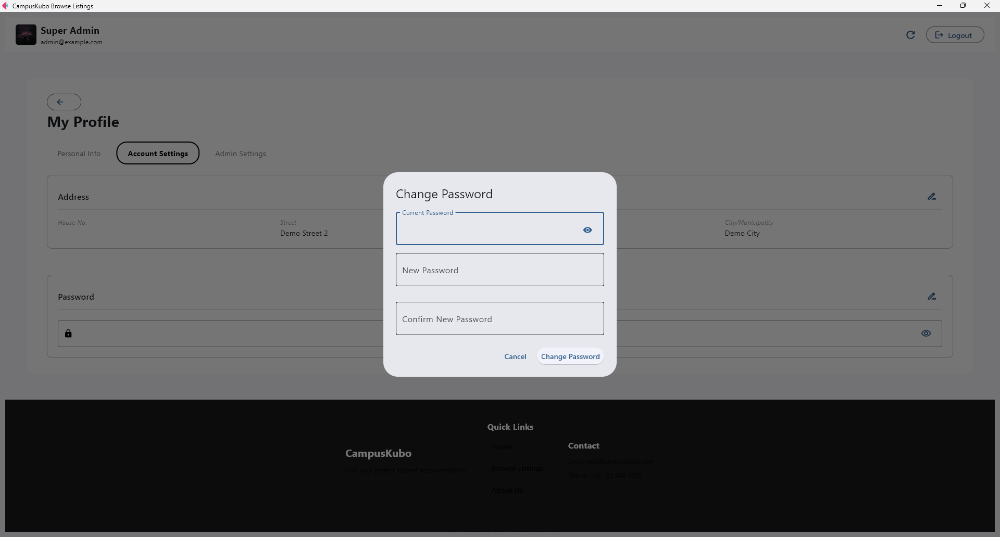 CampusKubo Browse Listings
Super Admin
admin@example.com
Logout
My Profile
Personal Info
Account Settings
Admin Settings
Address
House No.
Street
Demo Street 2
City/Municipality
Demo City
Password
Change Password
Current Password
New Password
Confirm New Password
Cancel
Change Password
CampusKubo
Find your perfect student accommodation
Quick Links
Home
Browse Listings
About Us
Contact
Email: info@campuskubo.com
Phone: +63 123 456 7890